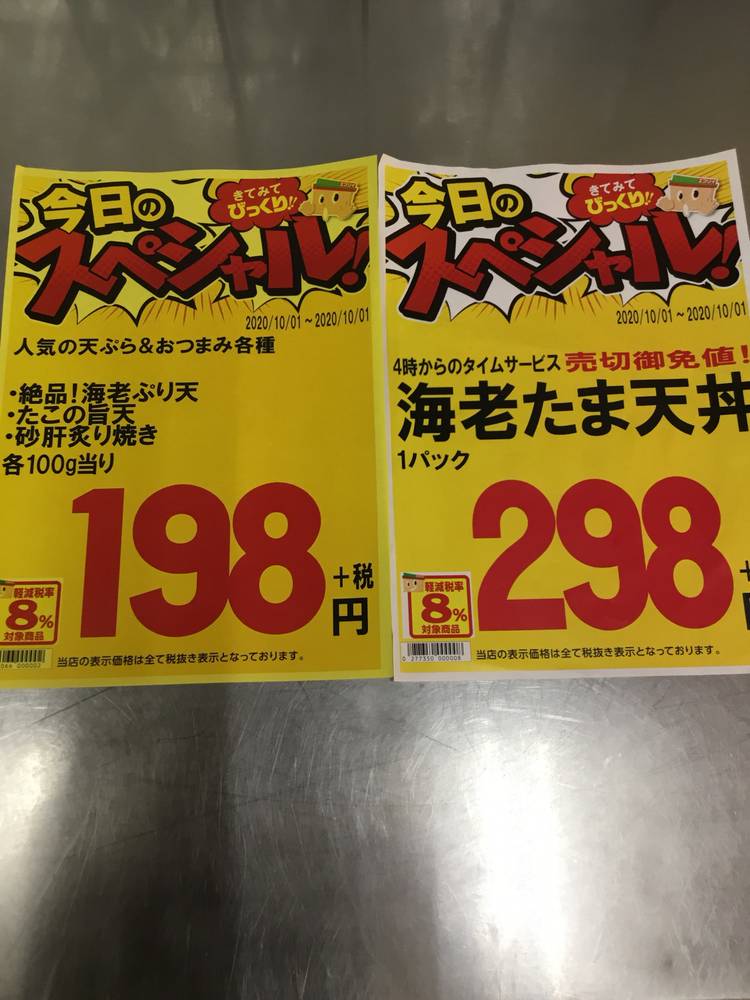 今日の
スペシャル!
きてみて
びっくり!!
2020/10/01～2020/10/01
人気の天ぷら&おつまみ各種
・絶品!海老ぷり天
・たこの旨天
・砂肝炙り焼き
各100g当り
198
+税
円
軽減税率
8%
対象商品
000002
当店の表示価格は全て税抜き表示となっております。
今日の
スペシャル!
きてみて
びっくり!!
2020/10/01～2020/10/01
4時からのタイムサービス 売切御免値!
海老たま天丼
1パック
298
軽減税率
8%
対象商品
0 277350 000008
当店の表示価格は全て税抜き表示となっております。